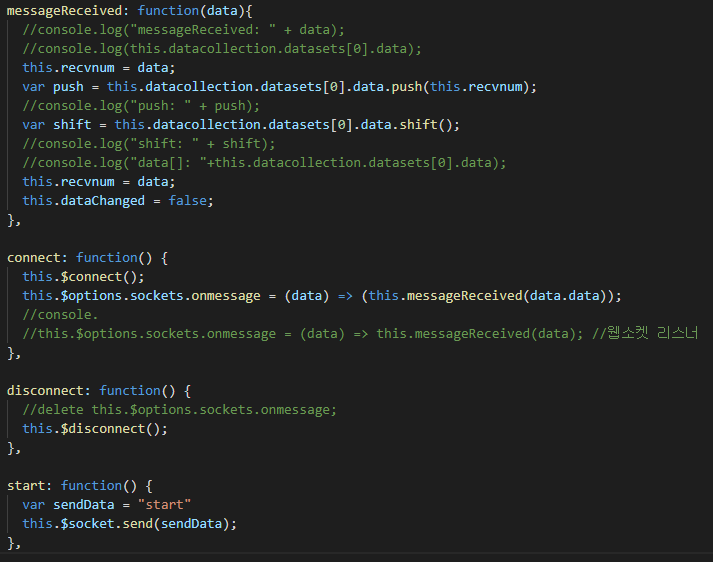 messageReceived: function(data){
//console.log("messageReceived: " + data);
//console.log(this.datacollection.datasets[0].data);
this.recvnum = data;
var push = this.datacollection.datasets[0].data.push(this.recvnum);
//console.log("push: " + push);
var shift = this.datacollection.datasets[0].data.shift();
//console.log("shift: " + shift);
//console.log("data[]: "+this.datacollection.datasets[0].data);
this.recvnum = data;
this.dataChanged = false;
},
connect: function() {
this.$connect();
this.$options.sockets.onmessage = (data) => (this.messageReceived(data.data));
//console.
//this.$options.sockets.onmessage = (data) => this.messageReceived(data); //웹소켓 리스너
},
disconnect: function() {
//delete this.$options.sockets.onmessage;
this.$disconnect();
},
start: function() {
var sendData = "start"
this.$socket.send(sendData);
},